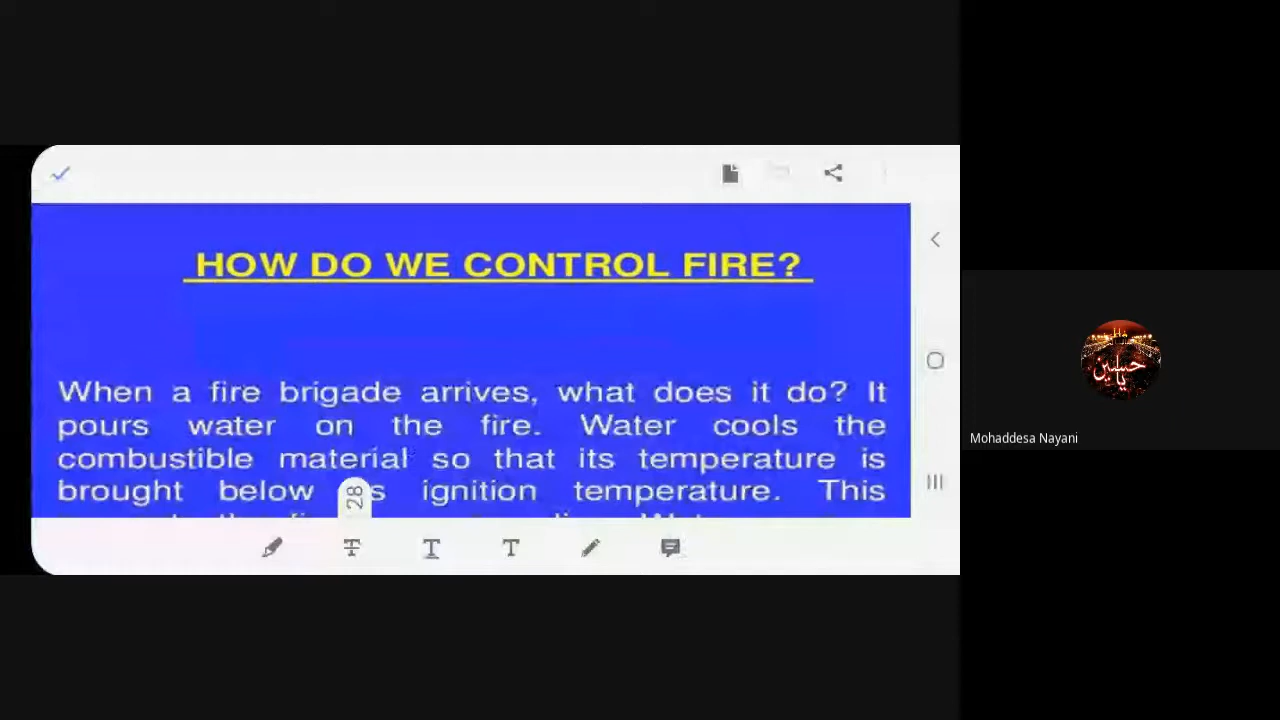 HOW DO WE CONTROL FIRE?
When a fire brigade arrives, what does it do? It
pours water on the fire. Water cools the
combustible material so that its temperature is
brought below ignition temperature. This
28
Mohaddesa Nayani